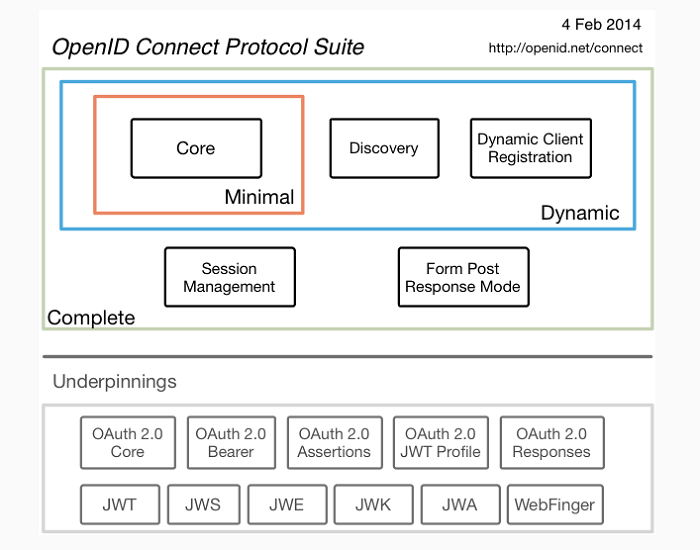 4 Feb 2014
OpenID Connect Protocol Suite
http://openid.net/connect
Core
Discovery
Dynamic Client
Registration
Minimal
Dynamic
Session
Management
Form Post
Response Mode
Complete
Underpinnings
OAuth 2.0
Core
OAuth 2.0
Bearer
OAuth 2.0
Assertions
OAuth 2.0
JWT Profile
OAuth 2.0
Responses
JWT
JWS
JWE
JWK
JWA
WebFinger